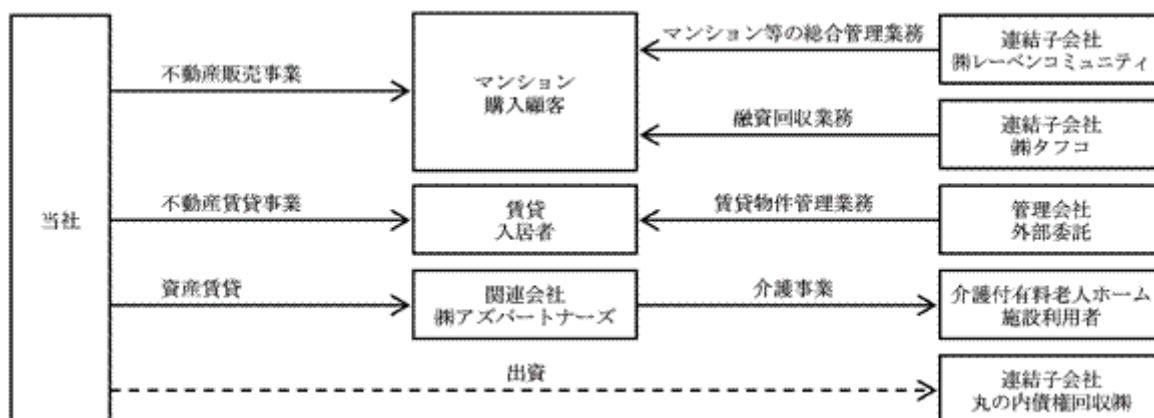 当社
不動産販売事業
マンション
購入顧客
マンション等の総合管理業務
連結子会社
㈱レーベンコミュニティ
融資回収業務
連結子会社
㈱タフコ
不動産賃貸事業
賃貸
入居者
賃貸物件管理業務
管理会社
外部委託
資産賃貸
関連会社
㈱アズパートナーズ
介護事業
介護付有料老人ホーム
施設利用者
出資
連結子会社
丸の内債権回収㈱